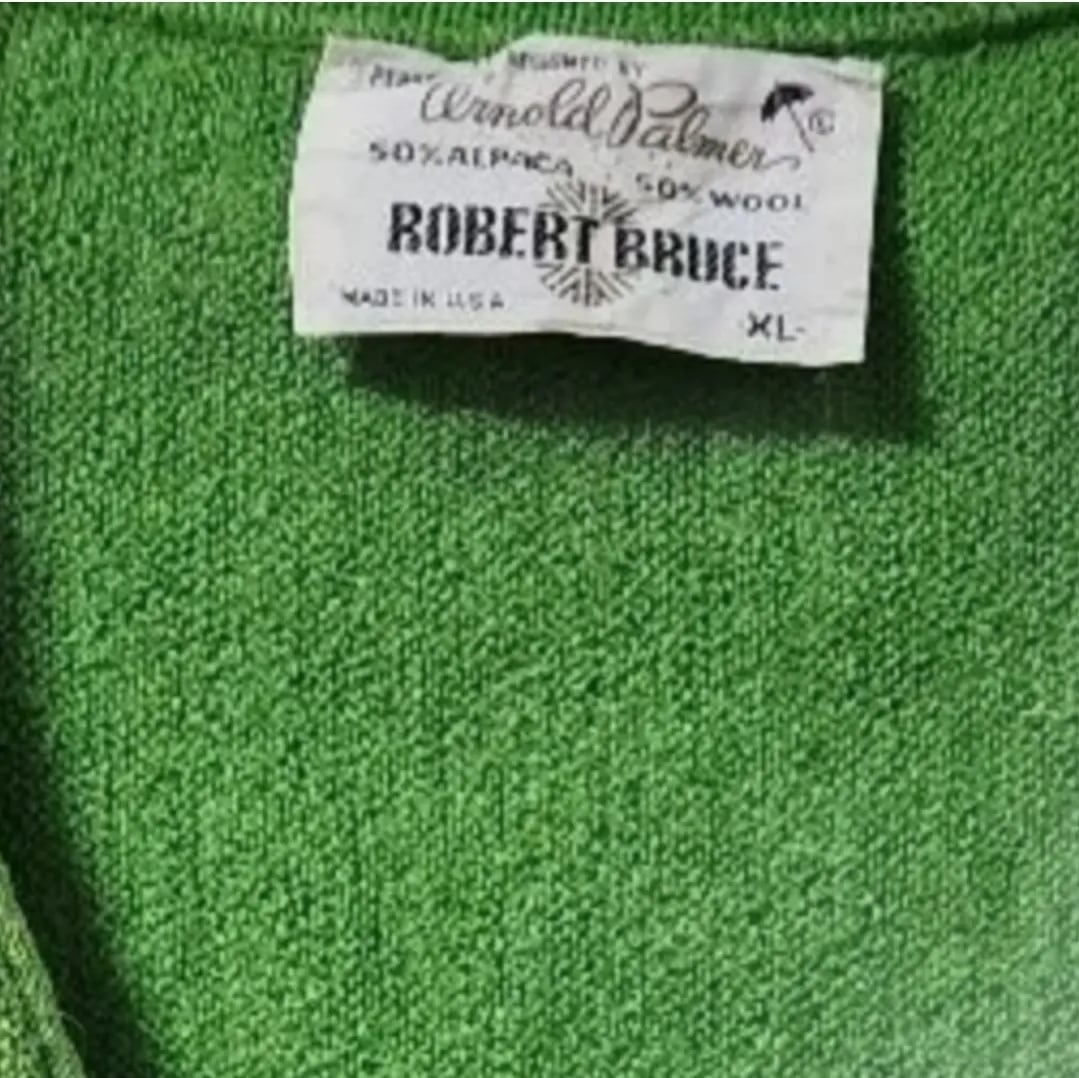 DESIGNED BY
Arnold Palmer ©
50% ALPACA 50% WOOL
ROBERT BRUCE
MADE IN U.S.A
-XL-